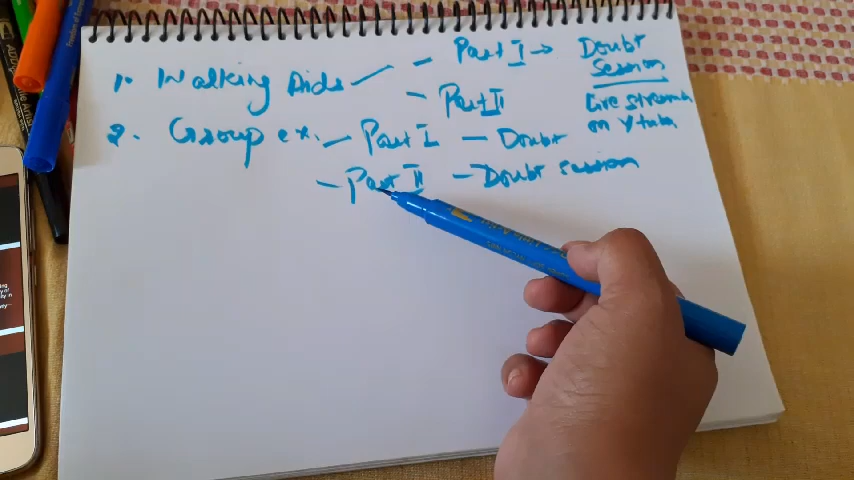 1. Walking Aids — - Part I → Doubt Session
- Part II Live stream on Y tube
2. Group ex. — Part I — Doubt
- Part II — Doubt session